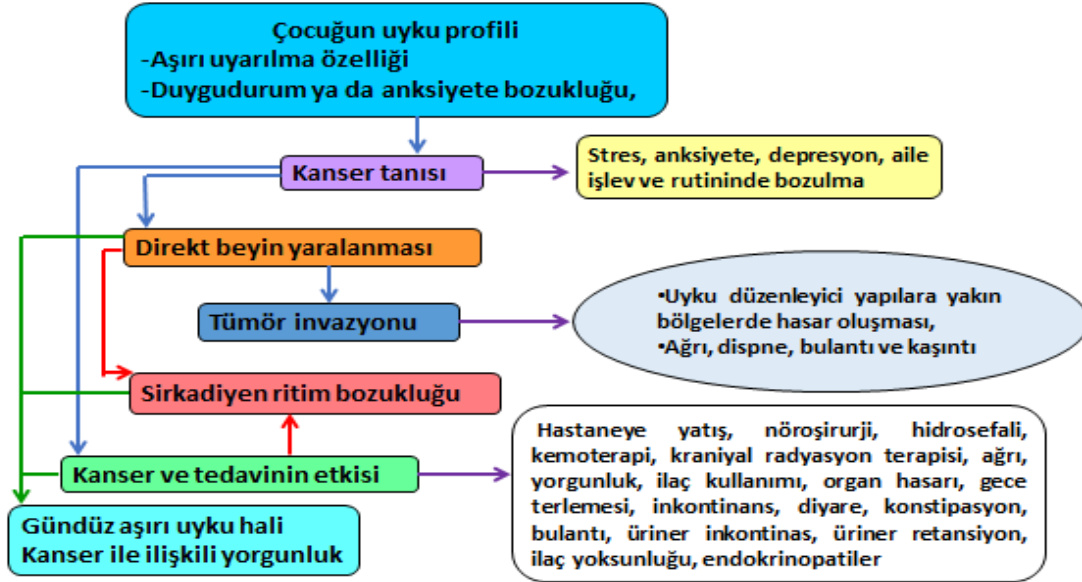 Çocuğun uyku profili
-Aşırı uyarılma özelliği
-Duygudurum ya da anksiyete bozukluğu,
Kanser tanısı
Stres, anksiyete, depresyon, aile
işlev ve rutininde bozulma
Direkt beyin yaralanması
Tümör invazyonu
•Uyku düzenleyici yapılara yakın
bölgelerde hasar oluşması,
•Ağrı, dispne, bulantı ve kaşıntı
Sirkadiyen ritim bozukluğu
Kanser ve tedavinin etkisi
Hastaneye yatış, nöroşirurji, hidrosefali,
kemoterapi, kraniyal radyasyon terapisi, ağrı,
yorgunluk, ilaç kullanımı, organ hasarı, gece
terlemesi, inkontinans, diyare, konstipasyon,
bulantı, üriner inkontinas, üriner retansiyon,
ilaç yoksunluğu, endokrinopatiler
Gündüz aşırı uyku hali
Kanser ile ilişkili yorgunluk